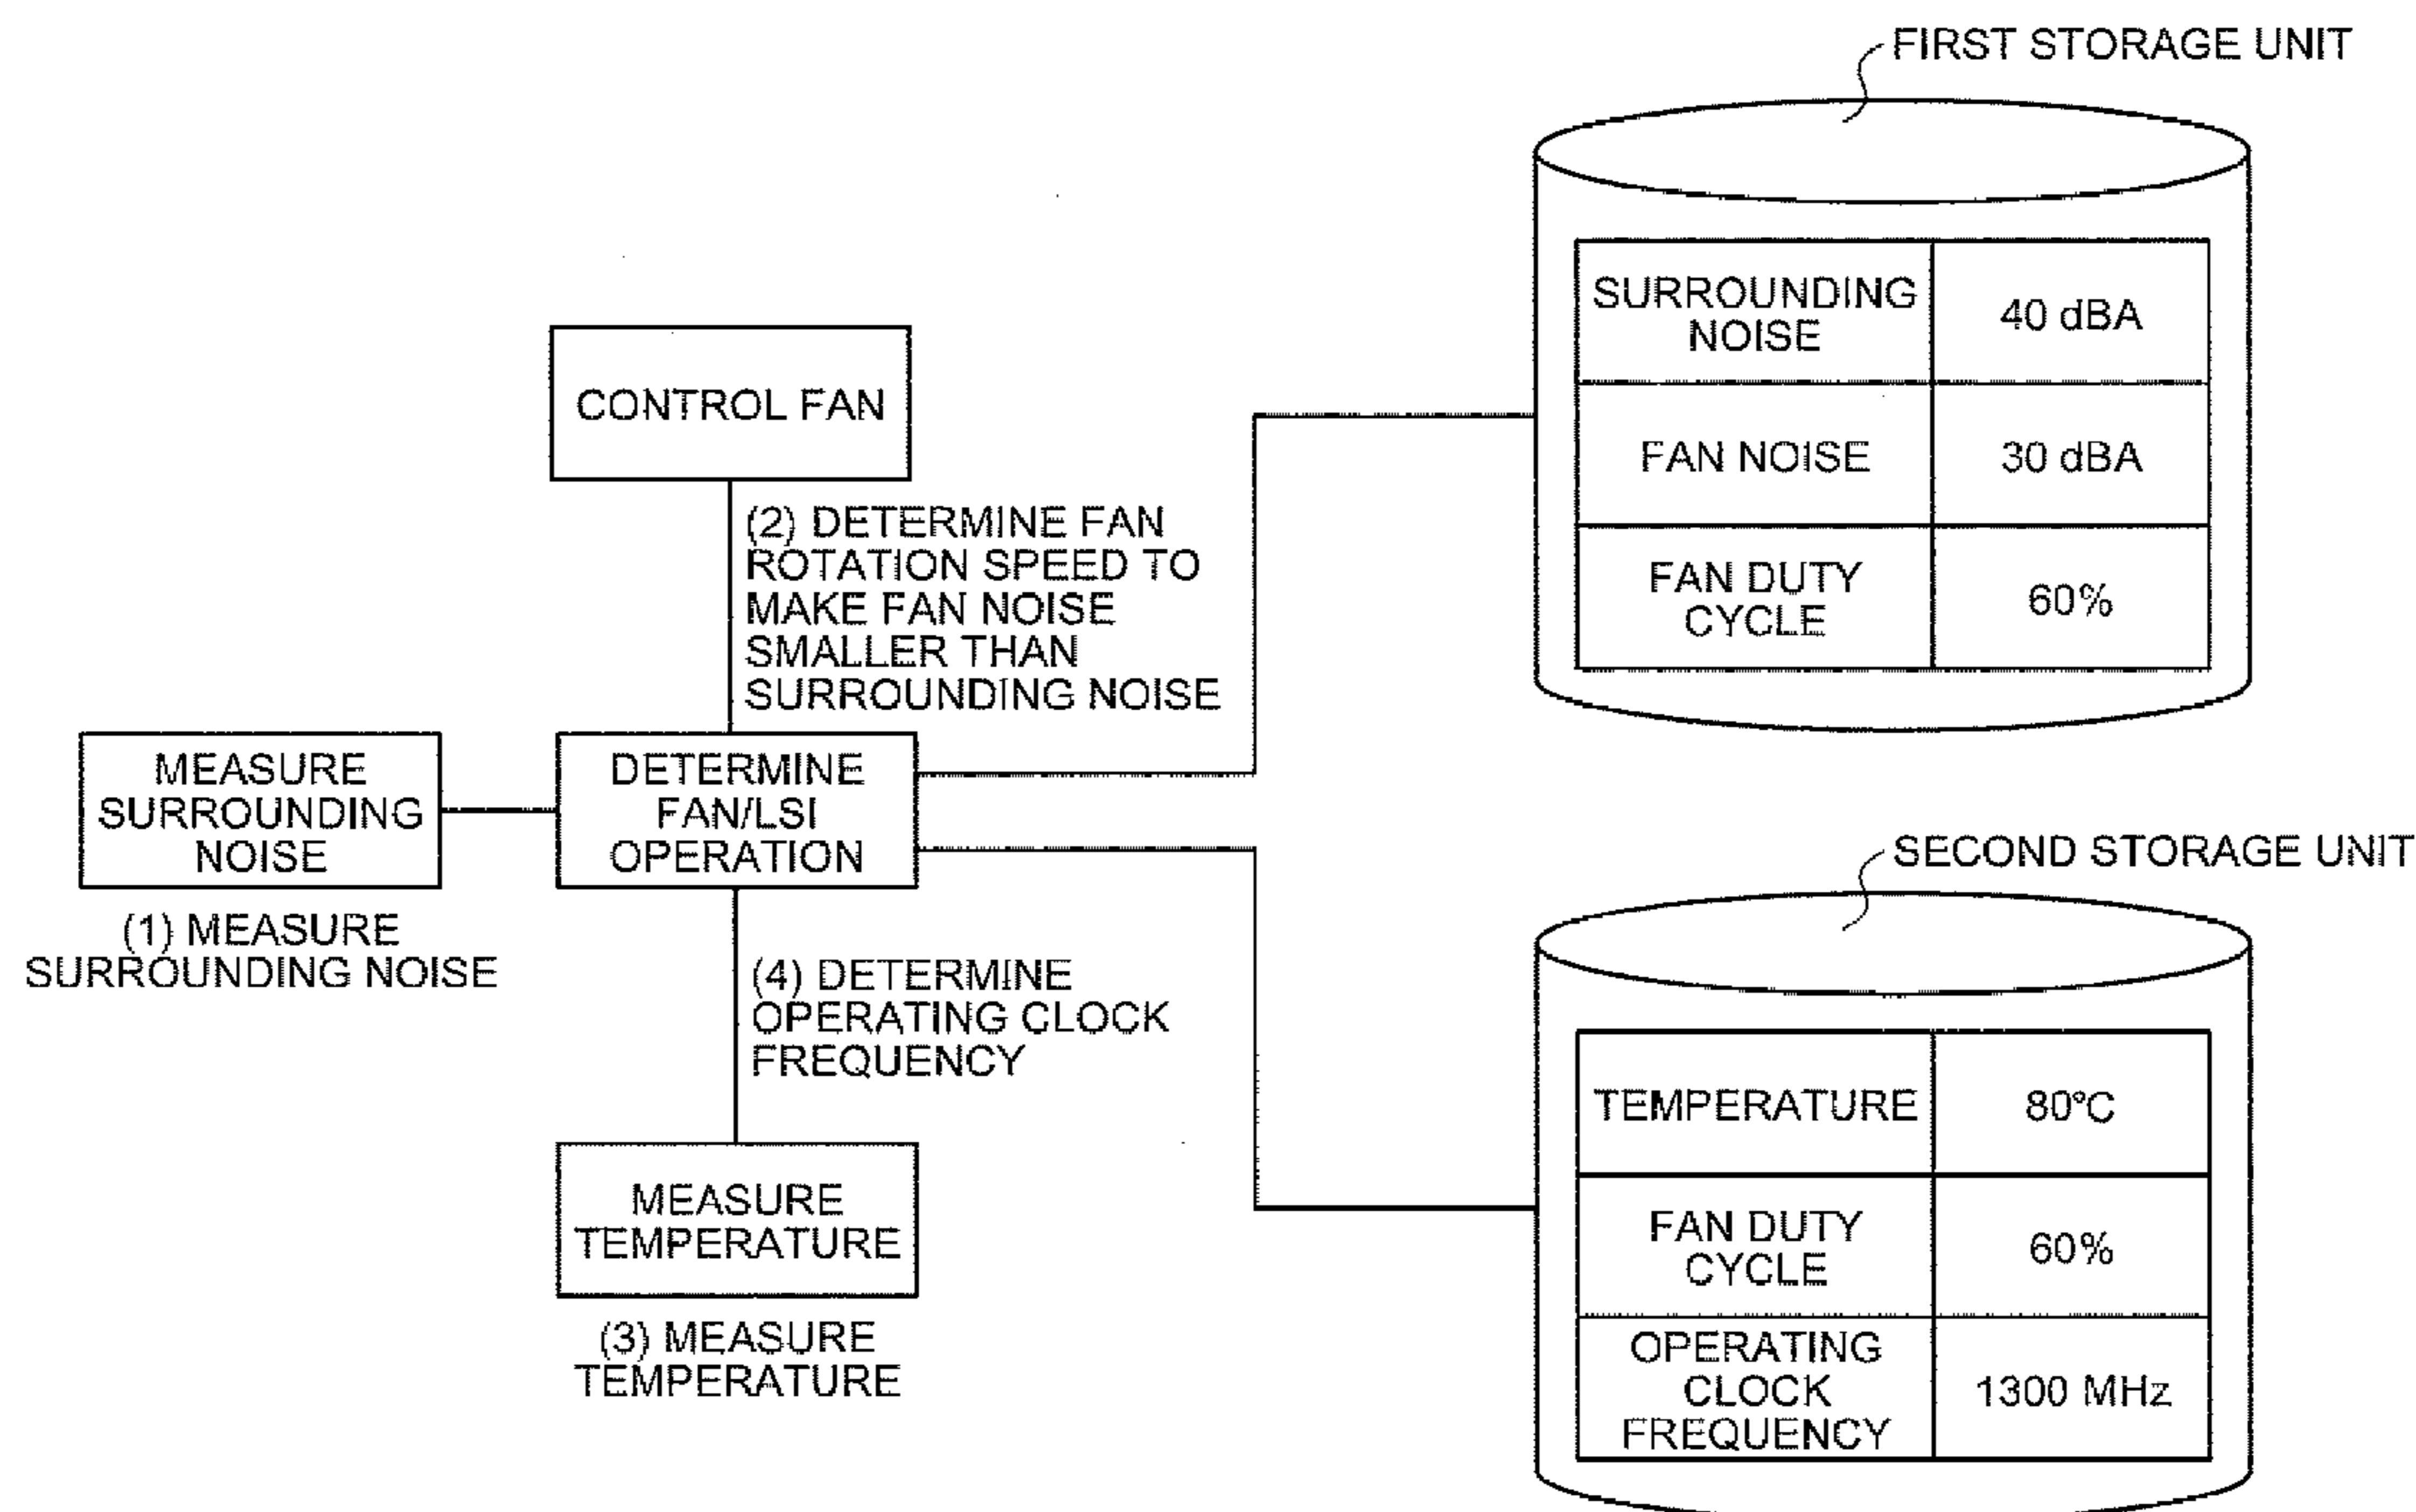 FIRST STORAGE UNIT
SURROUNDING
NOISE
40 dBA
FAN NOISE
30 dBA
FAN DUTY
CYCLE
60%
CONTROL FAN
(2) DETERMINE FAN
ROTATION SPEED TO
MAKE FAN NOISE
SMALLER THAN
SURROUNDING NOISE
MEASURE
SURROUNDING
NOISE
(1) MEASURE
SURROUNDING NOISE
DETERMINE
FAN/LSI
OPERATION
(4) DETERMINE
OPERATING CLOCK
FREQUENCY
MEASURE
TEMPERATURE
(3) MEASURE
TEMPERATURE
SECOND STORAGE UNIT
TEMPERATURE
80°C
FAN DUTY
CYCLE
60%
OPERATING
CLOCK
FREQUENCY
1300 MHz